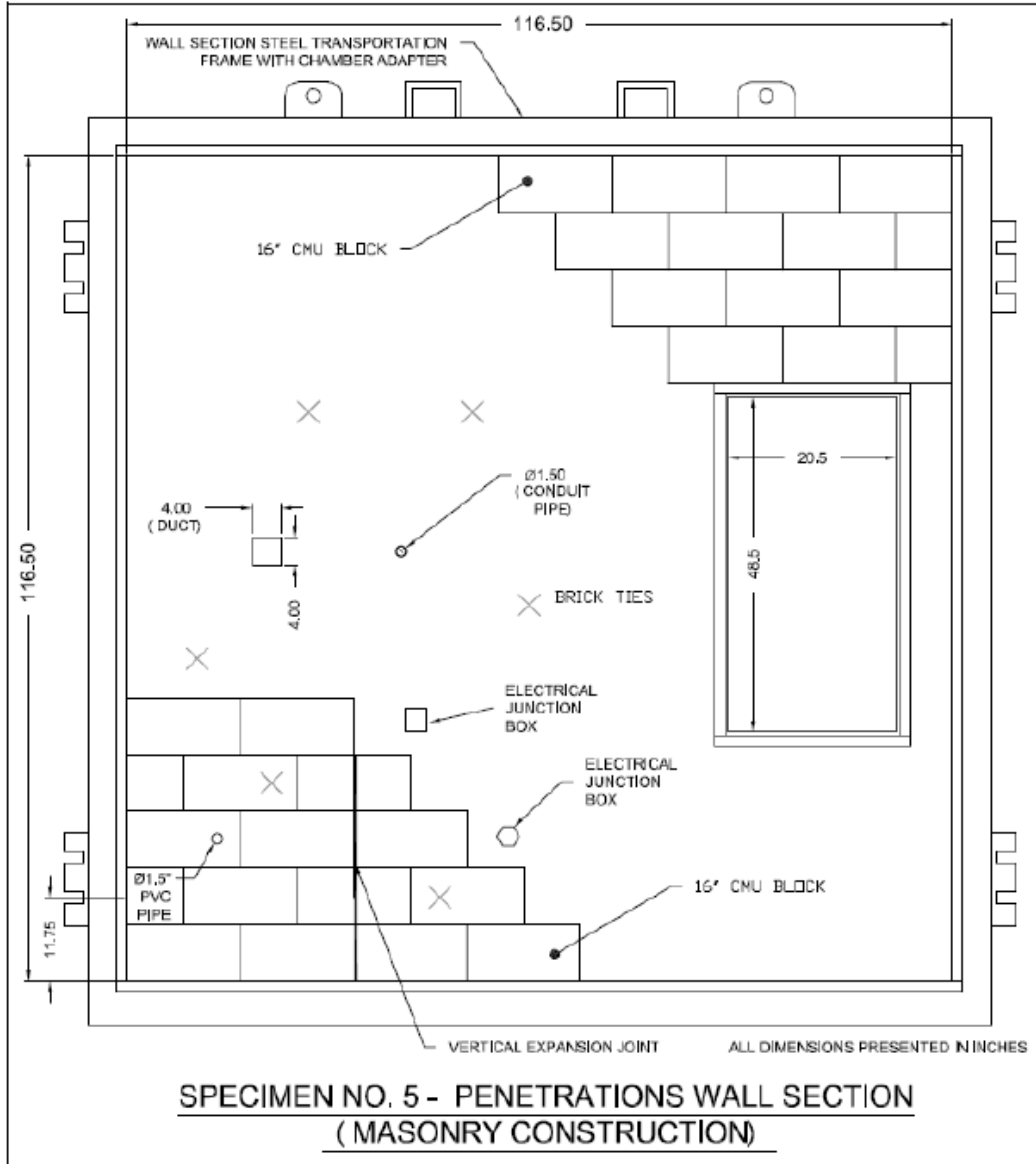 116.50
WALL SECTION STEEL TRANSPORTATION
FRAME WITH CHAMBER ADAPTER
16" CMU BLOCK
20.5
Ø1.50
( CONDUIT
PIPE)
4.00
( DUCT)
116.50
48.5
4.00
BRICK TIES
ELECTRICAL
JUNCTION
BOX
ELECTRICAL
JUNCTION
BOX
Ø1.5"
PVC
PIPE
16" CMU BLOCK
11.75
VERTICAL EXPANSION JOINT
ALL DIMENSIONS PRESENTED IN INCHES
SPECIMEN NO. 5 - PENETRATIONS WALL SECTION
( MASONRY CONSTRUCTION)